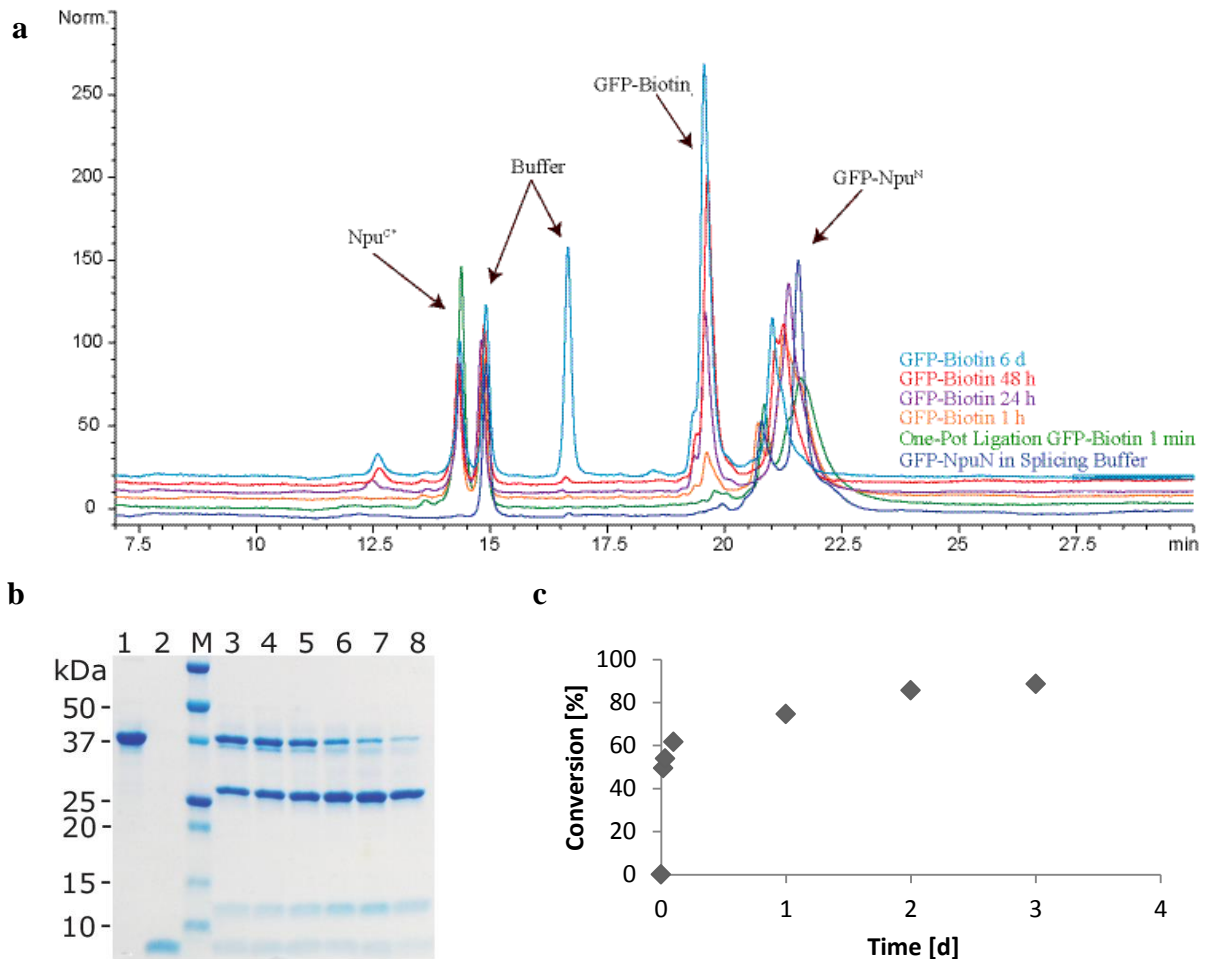 a
Norm.
250
200
150
100
50
0
7.5 10 12.5 15 17.5 20 22.5 25 27.5 min
Npu^C*
Buffer
GFP-Biotin
GFP-Npu^N
GFP-Biotin 6 d
GFP-Biotin 48 h
GFP-Biotin 24 h
GFP-Biotin 1 h
One-Pot Ligation GFP-Biotin 1 min
GFP-NpuN in Splicing Buffer
b
1 2 M 3 4 5 6 7 8
kDa
50 -
37 -
25 -
20 -
15 -
10 -
c
Conversion [%]
100
80
60
40
20
0
0 1 2 3 4
Time [d]